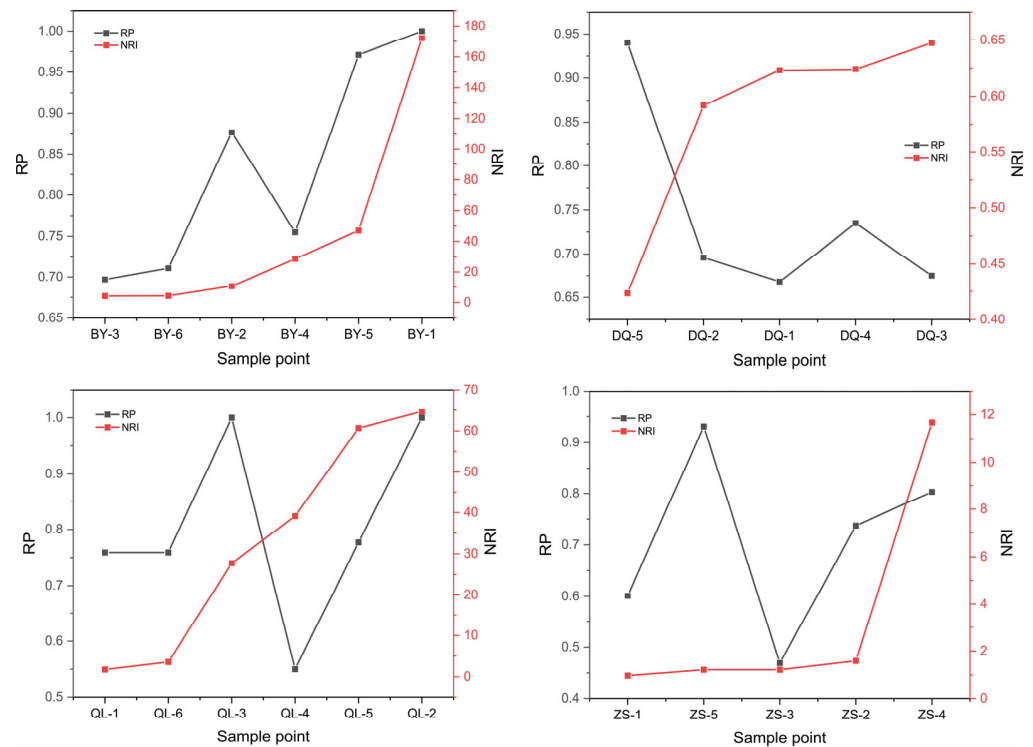 RP
NRI
1.00
0.95
0.90
0.85
0.80
0.75
0.70
0.65
RP
180
160
140
120
100
80
60
40
20
0
NRI
BY-3 BY-6 BY-2 BY-4 BY-5 BY-1
Sample point
RP
NRI
0.95
0.90
0.85
0.80
0.75
0.70
0.65
RP
0.65
0.60
0.55
0.50
0.45
0.40
NRI
DQ-5 DQ-2 DQ-1 DQ-4 DQ-3
Sample point
RP
NRI
1.0
0.9
0.8
0.7
0.6
0.5
RP
70
60
50
40
30
20
10
0
NRI
QL-1 QL-6 QL-3 QL-4 QL-5 QL-2
Sample point
RP
NRI
1.0
0.9
0.8
0.7
0.6
0.5
0.4
RP
12
10
8
6
4
2
0
NRI
ZS-1 ZS-5 ZS-3 ZS-2 ZS-4
Sample point